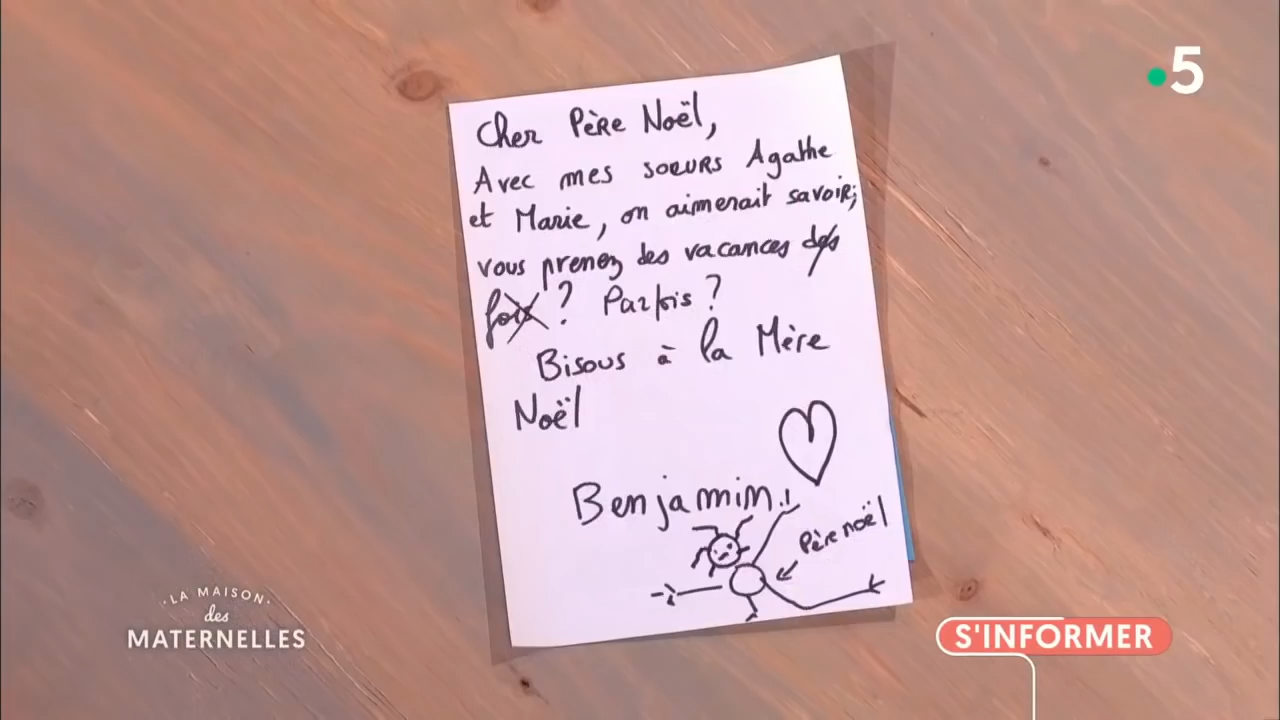 Cher Père Noël,
Avec mes soeurs Agathe
et Marie, on aimerait savoir;
vous prenez des vacances des
foix ? Parfois ?
Bisous à la Mère
Noël
Benjamin.
Père noël
5
LA MAISON
des
MATERNELLES
S'INFORMER